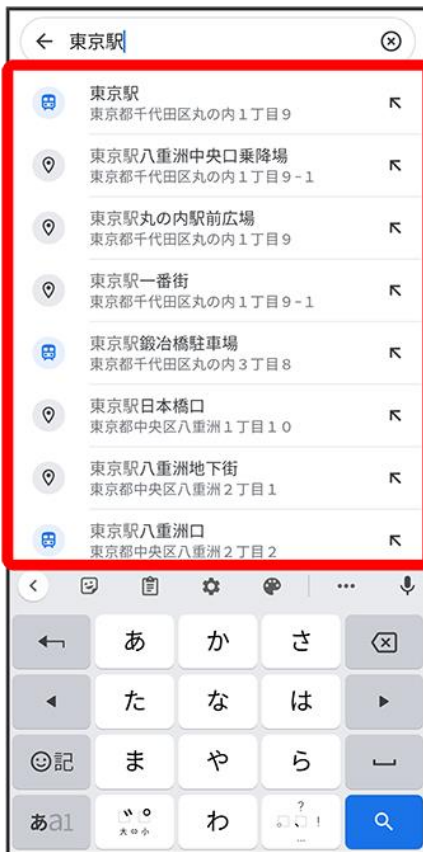 東京駅
東京駅
東京都千代田区丸の内１丁目９
東京駅八重洲中央口乗降場
東京都千代田区丸の内１丁目９-１
東京駅丸の内駅前広場
東京都千代田区丸の内１丁目９
東京駅一番街
東京都千代田区丸の内１丁目９-１
東京駅鍛冶橋駐車場
東京都千代田区丸の内３丁目８
東京駅日本橋口
東京都中央区八重洲１丁目１０
東京駅八重洲地下街
東京都中央区八重洲２丁目１
東京駅八重洲口
東京都中央区八重洲２丁目２
あ か さ
た な は
記 ま や ら
あa1 大⇔小 わ 。、?!…